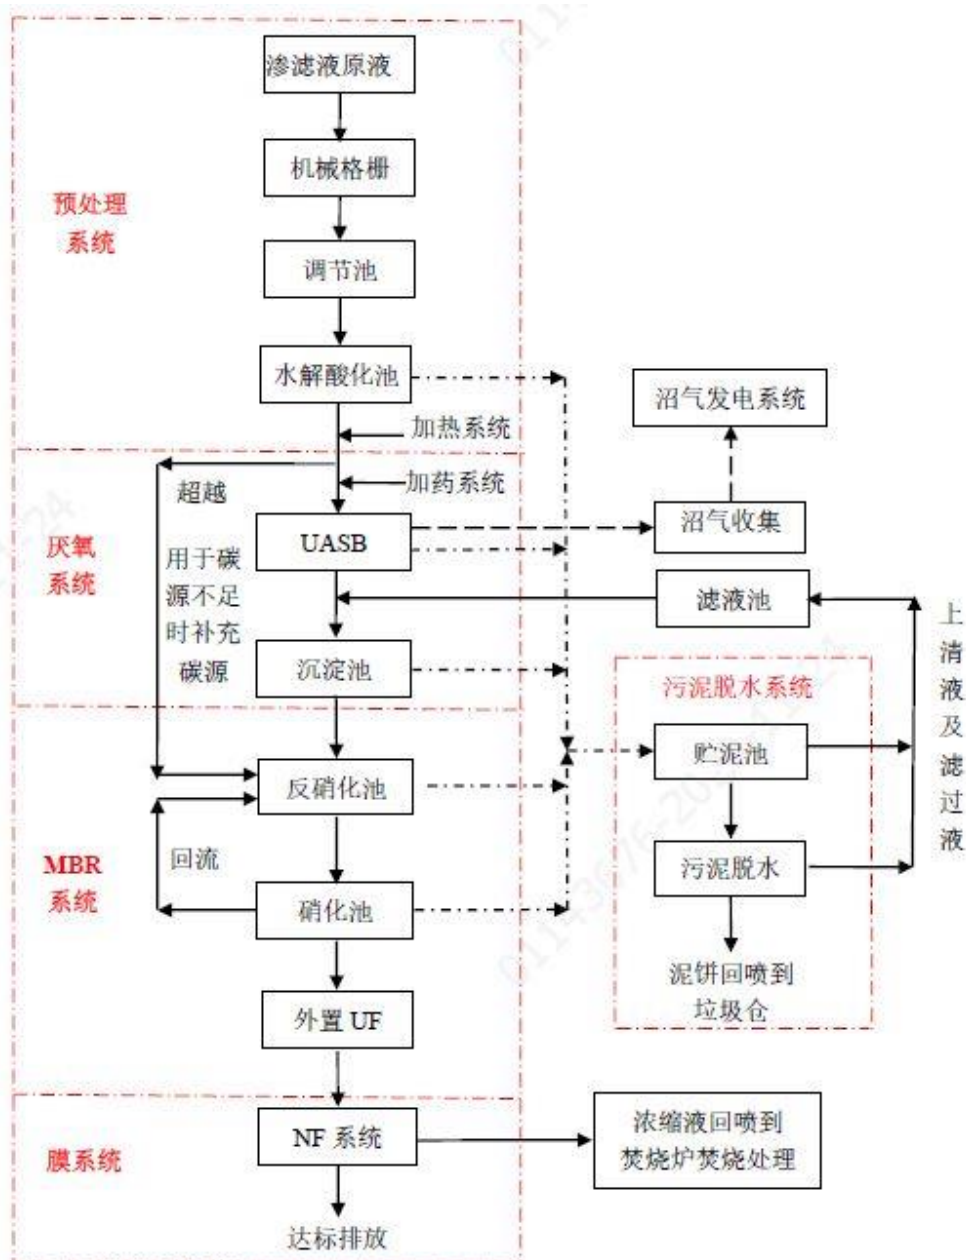 渗滤液原液
机械格栅
预处理
系统
调节池
水解酸化池
加热系统
沼气发电系统
超越
加药系统
厌氧
系统
UASB
沼气收集
用于碳
源不足
时补充
碳源
滤液池
上
清
液
及
滤
过
液
沉淀池
污泥脱水系统
贮泥池
反硝化池
MBR
系统
回流
污泥脱水
硝化池
泥饼回喷到
垃圾仓
外置 UF
膜系统
NF 系统
浓缩液回喷到
焚烧炉焚烧处理
达标排放